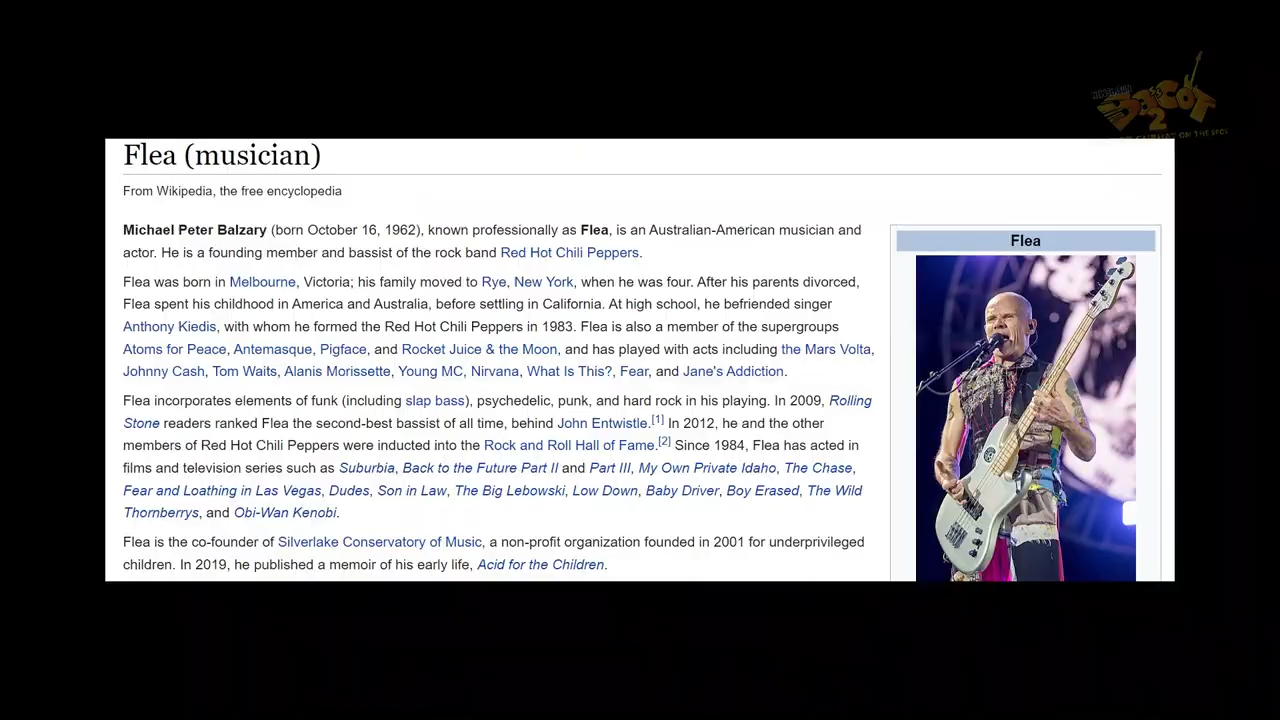 Flea (musician)
From Wikipedia, the free encyclopedia
Michael Peter Balzary (born October 16, 1962), known professionally as Flea, is an Australian-American musician and
actor. He is a founding member and bassist of the rock band Red Hot Chili Peppers.
Flea was born in Melbourne, Victoria; his family moved to Rye, New York, when he was four. After his parents divorced,
Flea spent his childhood in America and Australia, before settling in California. At high school, he befriended singer
Anthony Kiedis, with whom he formed the Red Hot Chili Peppers in 1983. Flea is also a member of the supergroups
Atoms for Peace, Antemasque, Pigface, and Rocket Juice & the Moon, and has played with acts including the Mars Volta,
Johnny Cash, Tom Waits, Alanis Morissette, Young MC, Nirvana, What Is This?, Fear, and Jane's Addiction.
Flea incorporates elements of funk (including slap bass), psychedelic, punk, and hard rock in his playing. In 2009, Rolling
Stone readers ranked Flea the second-best bassist of all time, behind John Entwistle.[1] In 2012, he and the other
members of Red Hot Chili Peppers were inducted into the Rock and Roll Hall of Fame.[2] Since 1984, Flea has acted in
films and television series such as Suburbia, Back to the Future Part II and Part III, My Own Private Idaho, The Chase,
Fear and Loathing in Las Vegas, Dudes, Son in Law, The Big Lebowski, Low Down, Baby Driver, Boy Erased, The Wild
Thornberrys, and Obi-Wan Kenobi.
Flea is the co-founder of Silverlake Conservatory of Music, a non-profit organization founded in 2001 for underprivileged
children. In 2019, he published a memoir of his early life, Acid for the Children.
Flea
2
ON THE SPOT